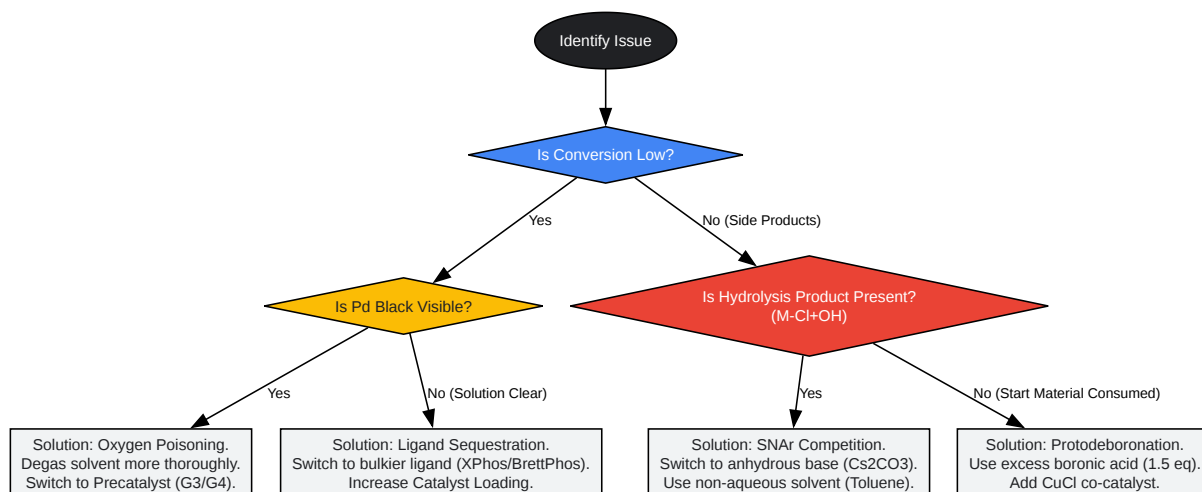 Identify Issue
Is Conversion Low?
Yes
No (Side Products)
Is Pd Black Visible?
Is Hydrolysis Product Present?
(M-Cl+OH)
Yes
No (Solution Clear)
Yes
No (Start Material Consumed)
Solution: Oxygen Poisoning.
Degas solvent more thoroughly.
Switch to Precatalyst (G3/G4).
Solution: Ligand Sequestration.
Switch to bulkier ligand (XPhos/BrettPhos).
Increase Catalyst Loading.
Solution: SNAr Competition.
Switch to anhydrous base (Cs2CO3).
Use non-aqueous solvent (Toluene).
Solution: Protodeboronation.
Use excess boronic acid (1.5 eq).
Add CuCl co-catalyst.